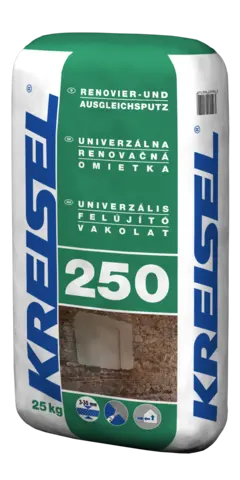 KREISEL
®
RENOVIER-UND
AUSGLEICHSPUTZ
UNIVERZÁLNA
RENOVAČNÁ
OMIETKA
UNIVERZÁLIS
FELÚJÍTÓ
VAKOLAT
250
25 kg
KREISEL
®